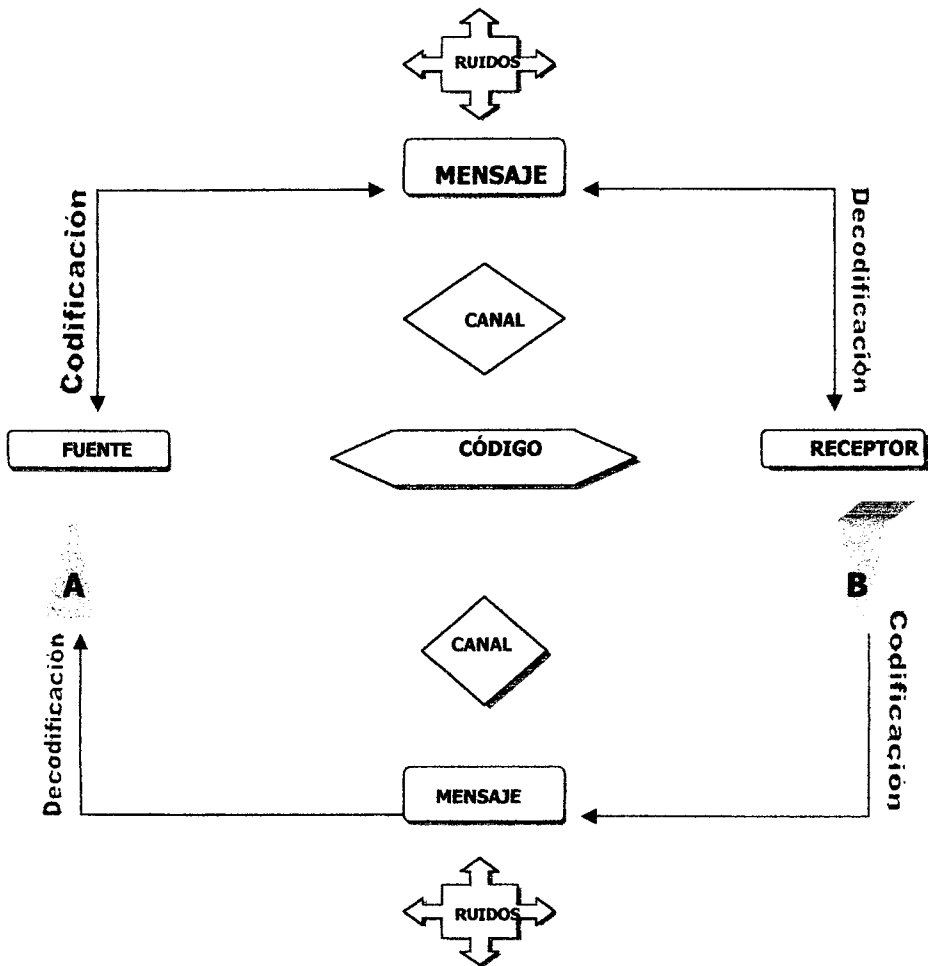 RUIDOS
MENSAJE
Codificación
Decodificación
CANAL
FUENTE
CÓDIGO
RECEPTOR
A
B
CANAL
Decodificación
Codificación
MENSAJE
RUIDOS